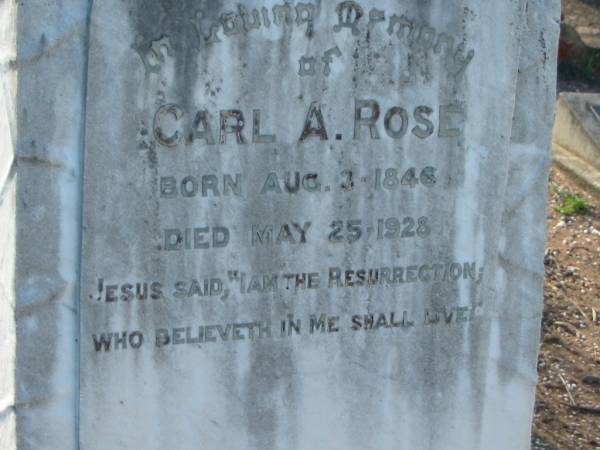 In Loving Memory
of
CARL A. ROSE
BORN AUG. 3-1846
DIED MAY 25-1928
JESUS SAID, "I AM THE RESURRECTION;
WHO BELIEVETH IN ME SHALL LIVE."